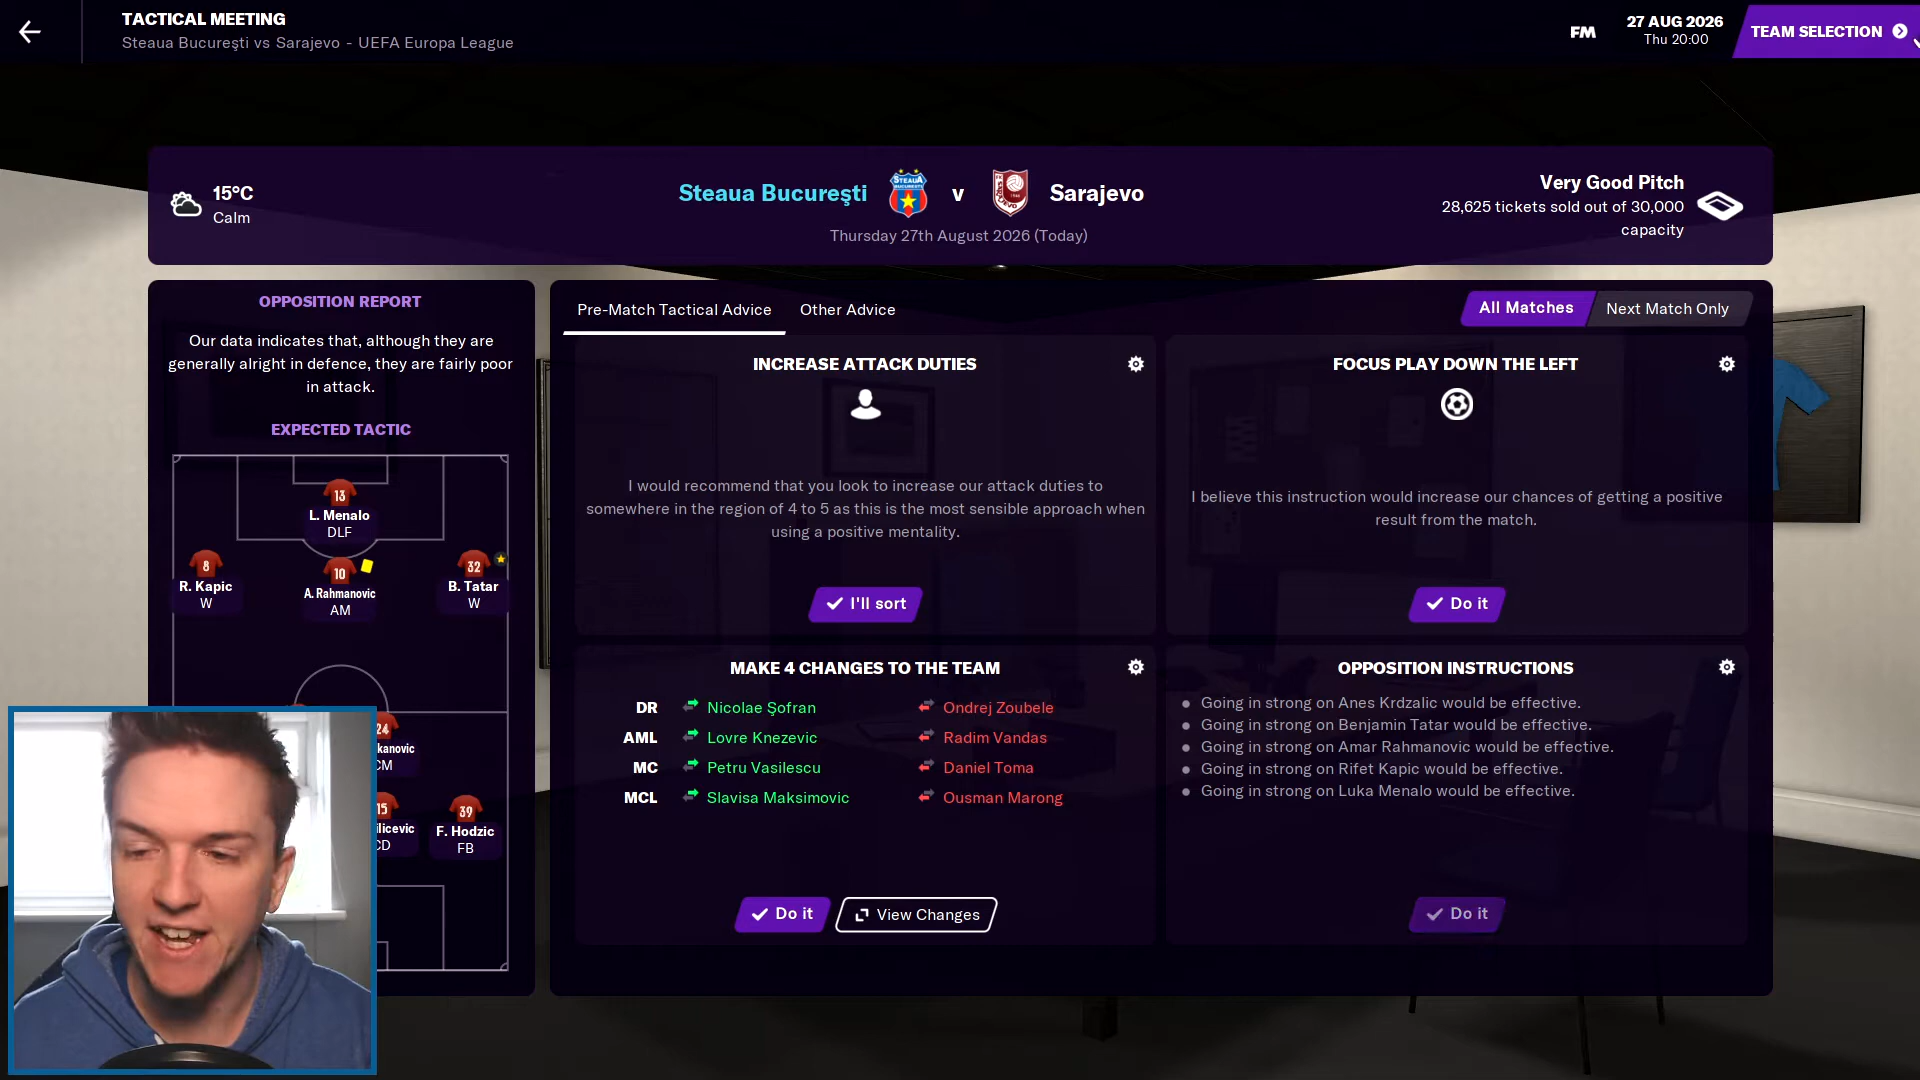 TACTICAL MEETING
Steaua Bucureşti vs Sarajevo - UEFA Europa League
FM
27 AUG 2026
Thu 20:00
TEAM SELECTION
15°C
Calm
Steaua Bucureşti
STEAUA
BUCURESTI
v
Sarajevo
Thursday 27th August 2026 (Today)
Very Good Pitch
28,625 tickets sold out of 30,000
capacity
OPPOSITION REPORT
Our data indicates that, although they are
generally alright in defence, they are fairly poor
in attack.
EXPECTED TACTIC
13
L. Menalo
DLF
8
R. Kapic
W
10
A. Rahmanovic
AM
32
B. Tatar
W
24
kanovic
CM
15
ilicevic
CD
39
F. Hodzic
FB
Pre-Match Tactical Advice
Other Advice
All Matches
Next Match Only
INCREASE ATTACK DUTIES
I would recommend that you look to increase our attack duties to
somewhere in the region of 4 to 5 as this is the most sensible approach when
using a positive mentality.
I'll sort
FOCUS PLAY DOWN THE LEFT
I believe this instruction would increase our chances of getting a positive
result from the match.
Do it
MAKE 4 CHANGES TO THE TEAM
DR Nicolae Şofran Ondrej Zoubele
AML Lovre Knezevic Radim Vandas
MC Petru Vasilescu Daniel Toma
MCL Slavisa Maksimovic Ousman Marong
Do it
View Changes
OPPOSITION INSTRUCTIONS
Going in strong on Anes Krdzalic would be effective.
Going in strong on Benjamin Tatar would be effective.
Going in strong on Amar Rahmanovic would be effective.
Going in strong on Rifet Kapic would be effective.
Going in strong on Luka Menalo would be effective.
Do it